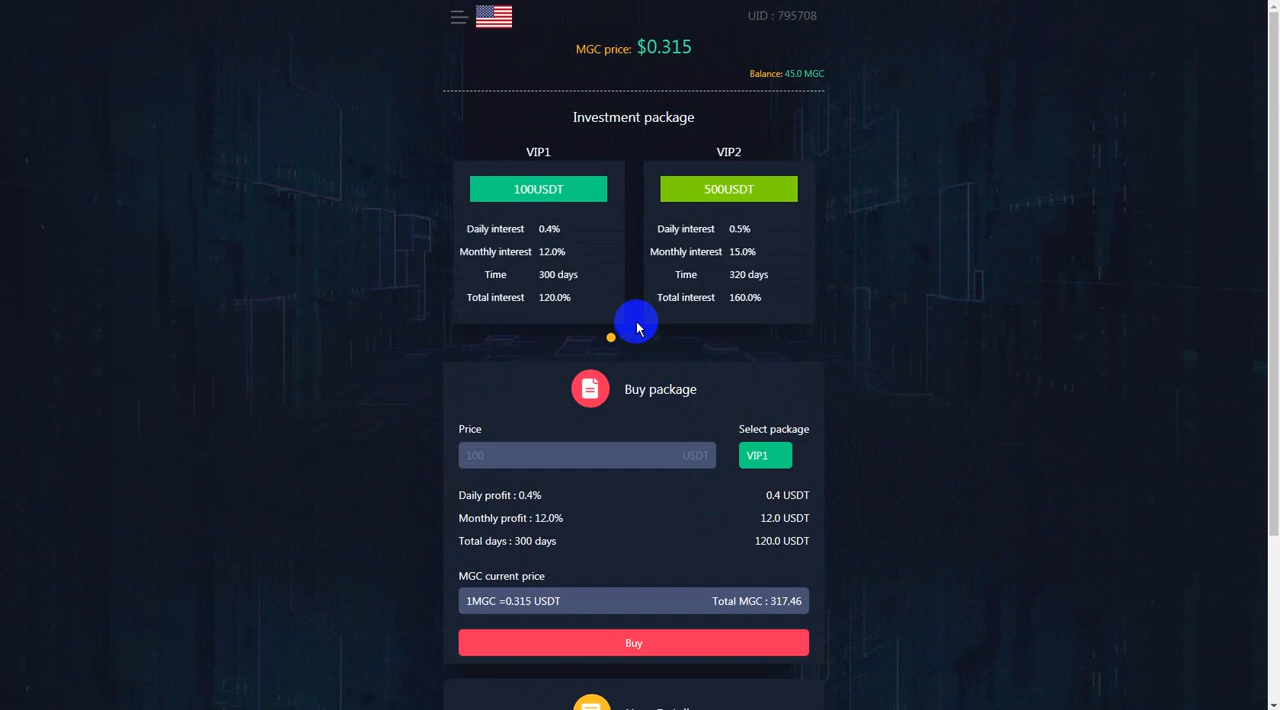 UID : 795708
MGC price: $0.315
Balance: 45.0 MGC
Investment package
VIP1
100USDT
Daily interest 0.4%
Monthly interest 12.0%
Time 300 days
Total interest 120.0%
VIP2
500USDT
Daily interest 0.5%
Monthly interest 15.0%
Time 320 days
Total interest 160.0%
Buy package
Price
Select package
100 USDT
VIP1
Daily profit : 0.4% 0.4 USDT
Monthly profit : 12.0% 12.0 USDT
Total days : 300 days 120.0 USDT
MGC current price
1MGC =0.315 USDT Total MGC : 317.46
Buy